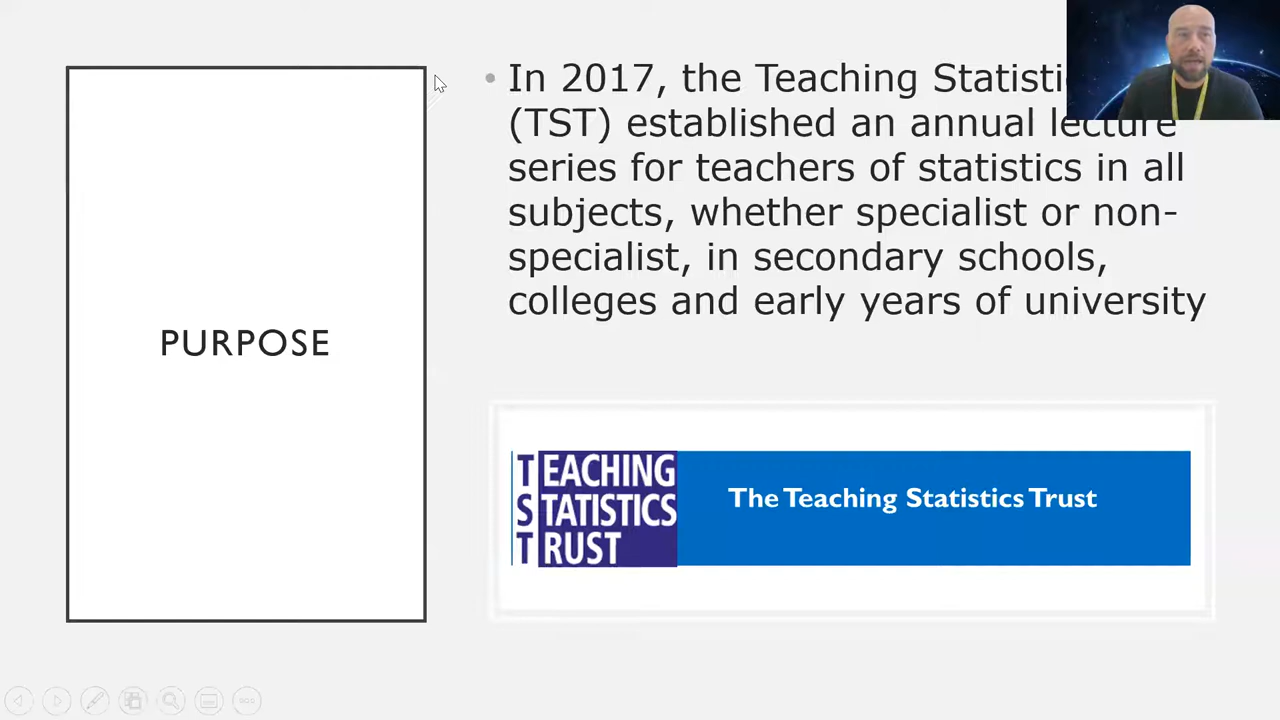 PURPOSE
In 2017, the Teaching
(TST) established an annual lecture
series for teachers of statistics in all
subjects, whether specialist or non-
specialist, in secondary schools,
colleges and early years of university
TEACHING
STATISTICS
TRUST
The Teaching Statistics Trust